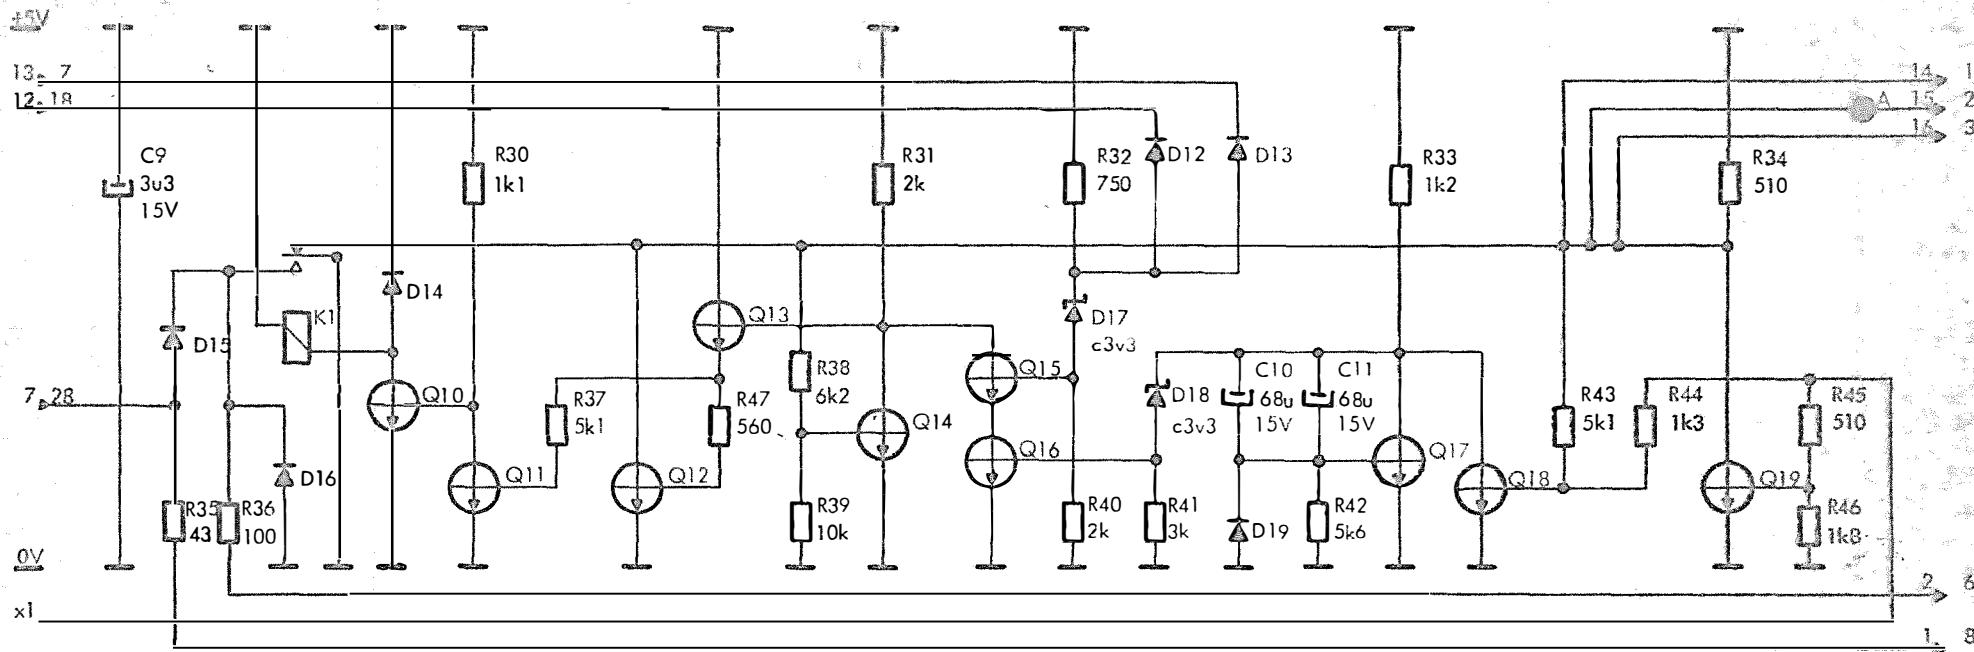 +5V
13 7
12 18
14 1
A 15 2
16 3
C9
3u3
15V
R30
1k1
R31
2k
R32
750
D12
D13
R33
1k2
R34
510
D14
K1
D15
Q13
D17
c3v3
R38
6k2
Q15
D18
c3v3
C10
68u
15V
C11
68u
15V
7 28
Q10
R37
5k1
R47
560
Q14
R43
5k1
R44
1k3
R45
510
Q16
Q17
D16
Q11
Q12
Q18
Q19
R35
43
R36
100
R39
10k
R40
2k
R41
3k
D19
R42
5k6
R46
1k8
0V
2 6
x1
1 8